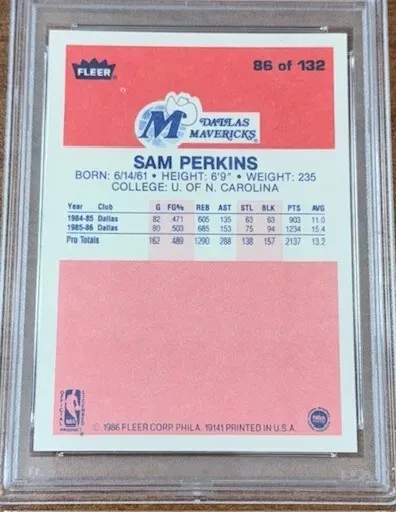 FLEER
86 of 132
M DALLAS
MAVERICKS
SAM PERKINS
BORN: 6/14/61 • HEIGHT: 6'9" • WEIGHT: 235
COLLEGE: U. OF N. CAROLINA
Year Club G FG% REB AST STL BLK PTS AVG
1984-85 Dallas 82 .471 605 135 63 63 903 11.0
1985-86 Dallas 80 .503 685 153 75 94 1234 15.4
Pro Totals 162 .489 1290 288 138 157 2137 13.2
NBA
© 1986 FLEER CORP. PHILA. 19141 PRINTED IN U.S.A.